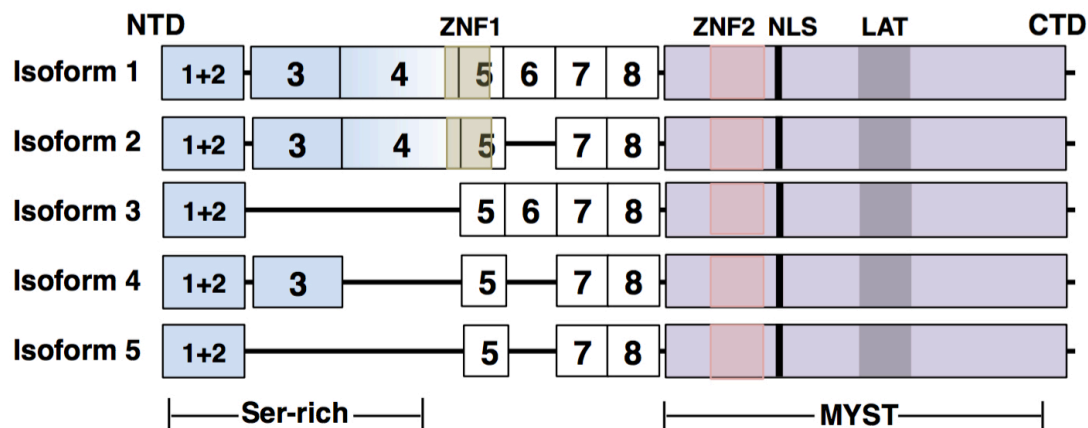 NTD ZNF1 ZNF2 NLS LAT CTD
Isoform 1 1+2 3 4 5 6 7 8
Isoform 2 1+2 3 4 5 7 8
Isoform 3 1+2 5 6 7 8
Isoform 4 1+2 3 5 7 8
Isoform 5 1+2 5 7 8
Ser-rich MYST